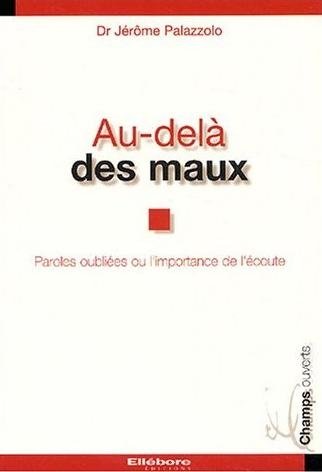 Dr Jérôme Palazzolo
Au-delà
des maux
Paroles oubliées ou l'importance de l'écoute
Champs ouverts
Ellébore
ÉDITIONS